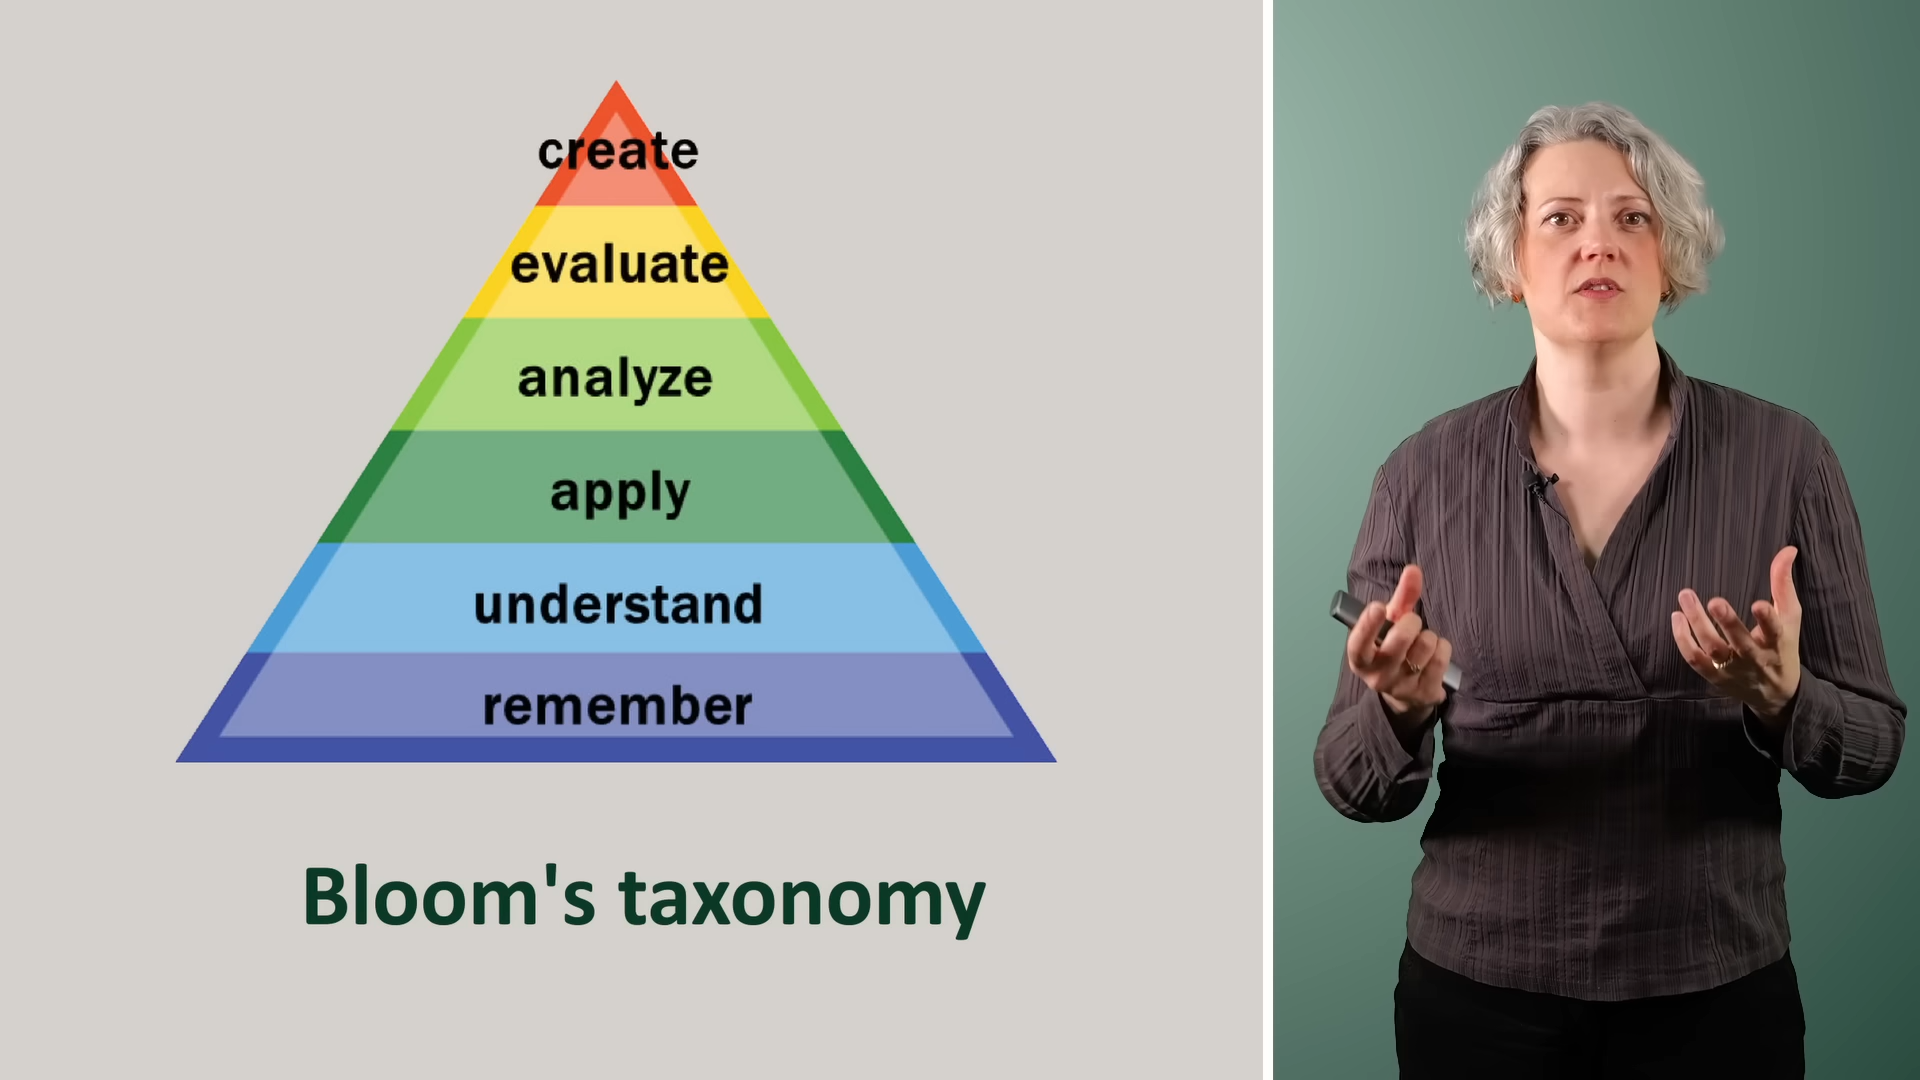 create
evaluate
analyze
apply
understand
remember
Bloom's taxonomy